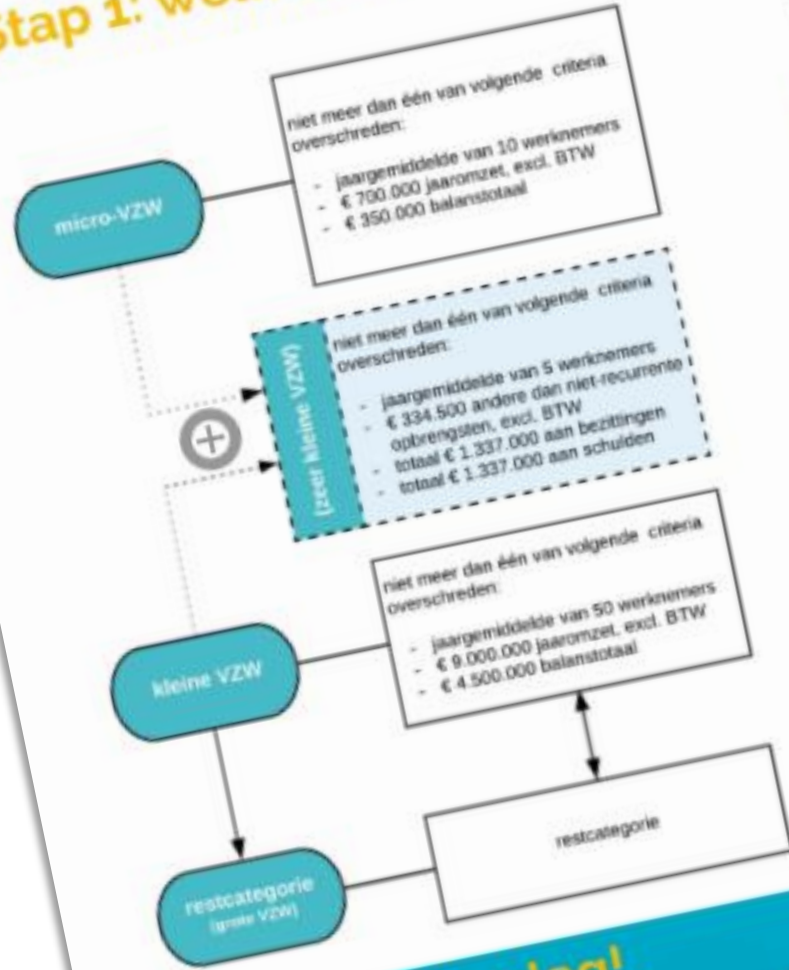 Stap 1:
niet meer dan één van volgende criteria
overschreden:
- jaargemiddelde van 10 werknemers
- € 700.000 jaaromzet, excl. BTW
- € 350.000 balanstotaal
micro-VZW
(zeer kleine VZW)
niet meer dan één van volgende criteria
overschreden:
- jaargemiddelde van 5 werknemers
- € 334.500 andere dan niet-recurrente
opbrengsten, excl. BTW
- totaal € 1.337.000 aan bezittingen
- totaal € 1.337.000 aan schulden
niet meer dan één van volgende criteria
overschreden:
- jaargemiddelde van 50 werknemers
- € 9.000.000 jaaromzet, excl. BTW
- € 4.500.000 balanstotaal
kleine VZW
restcategorie
restcategorie
(grote VZW)